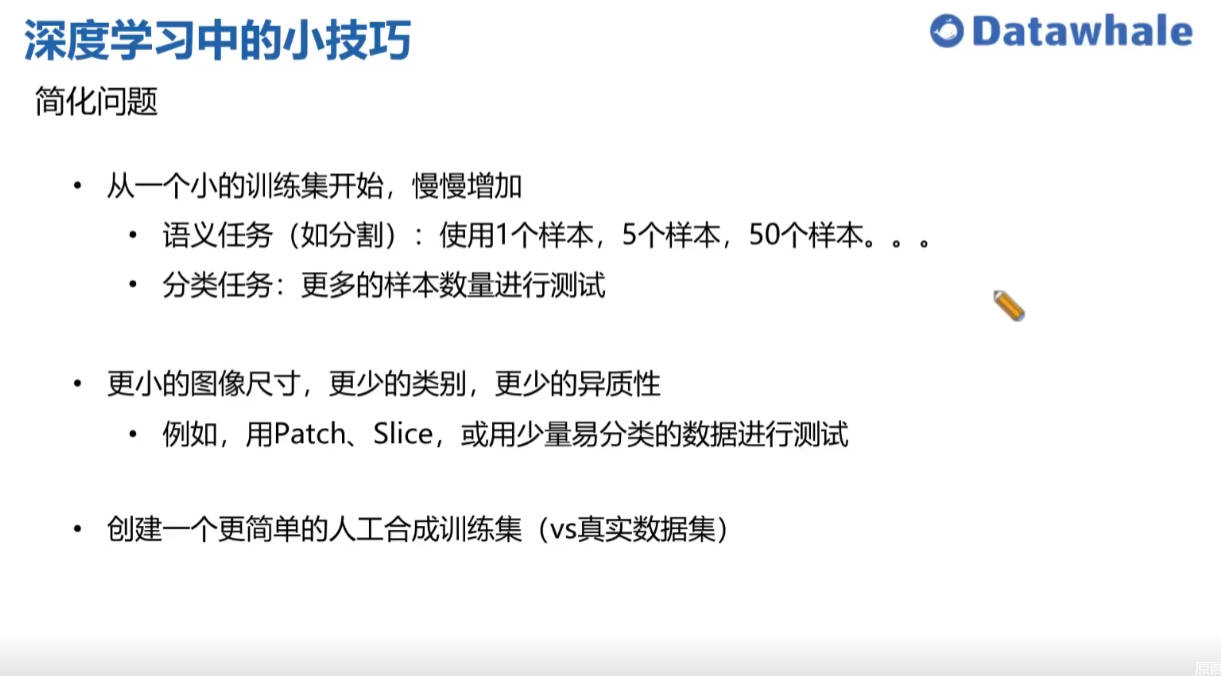 深度学习中的小技巧
Datawhale
简化问题
• 从一个小的训练集开始，慢慢增加
• 语义任务（如分割）：使用1个样本，5个样本，50个样本。。。
• 分类任务：更多的样本数量进行测试
• 更小的图像尺寸，更少的类别，更少的异质性
• 例如，用Patch、Slice，或用少量易分类的数据进行测试
• 创建一个更简单的人工合成训练集（vs真实数据集）
原画